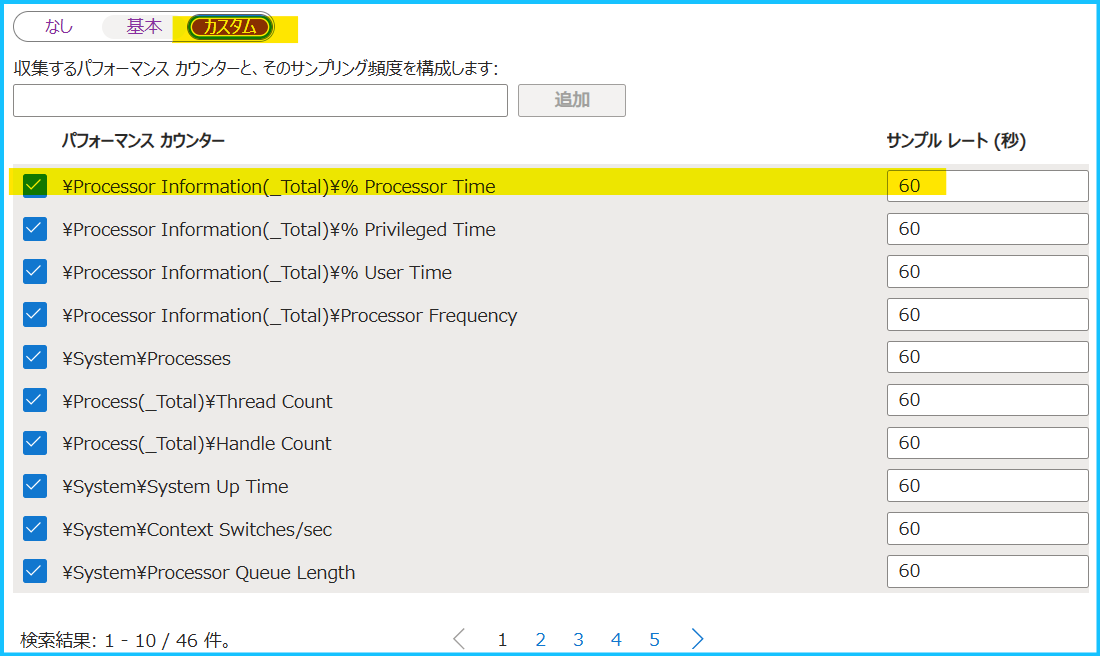 なし 基本 カスタム
収集するパフォーマンス カウンターと、そのサンプリング頻度を構成します:
追加
パフォーマンス カウンター サンプル レート (秒)
¥Processor Information(_Total)¥% Processor Time 60
¥Processor Information(_Total)¥% Privileged Time 60
¥Processor Information(_Total)¥% User Time 60
¥Processor Information(_Total)¥Processor Frequency 60
¥System¥Processes 60
¥Process(_Total)¥Thread Count 60
¥Process(_Total)¥Handle Count 60
¥System¥System Up Time 60
¥System¥Context Switches/sec 60
¥System¥Processor Queue Length 60
検索結果: 1 - 10 / 46 件。 1 2 3 4 5